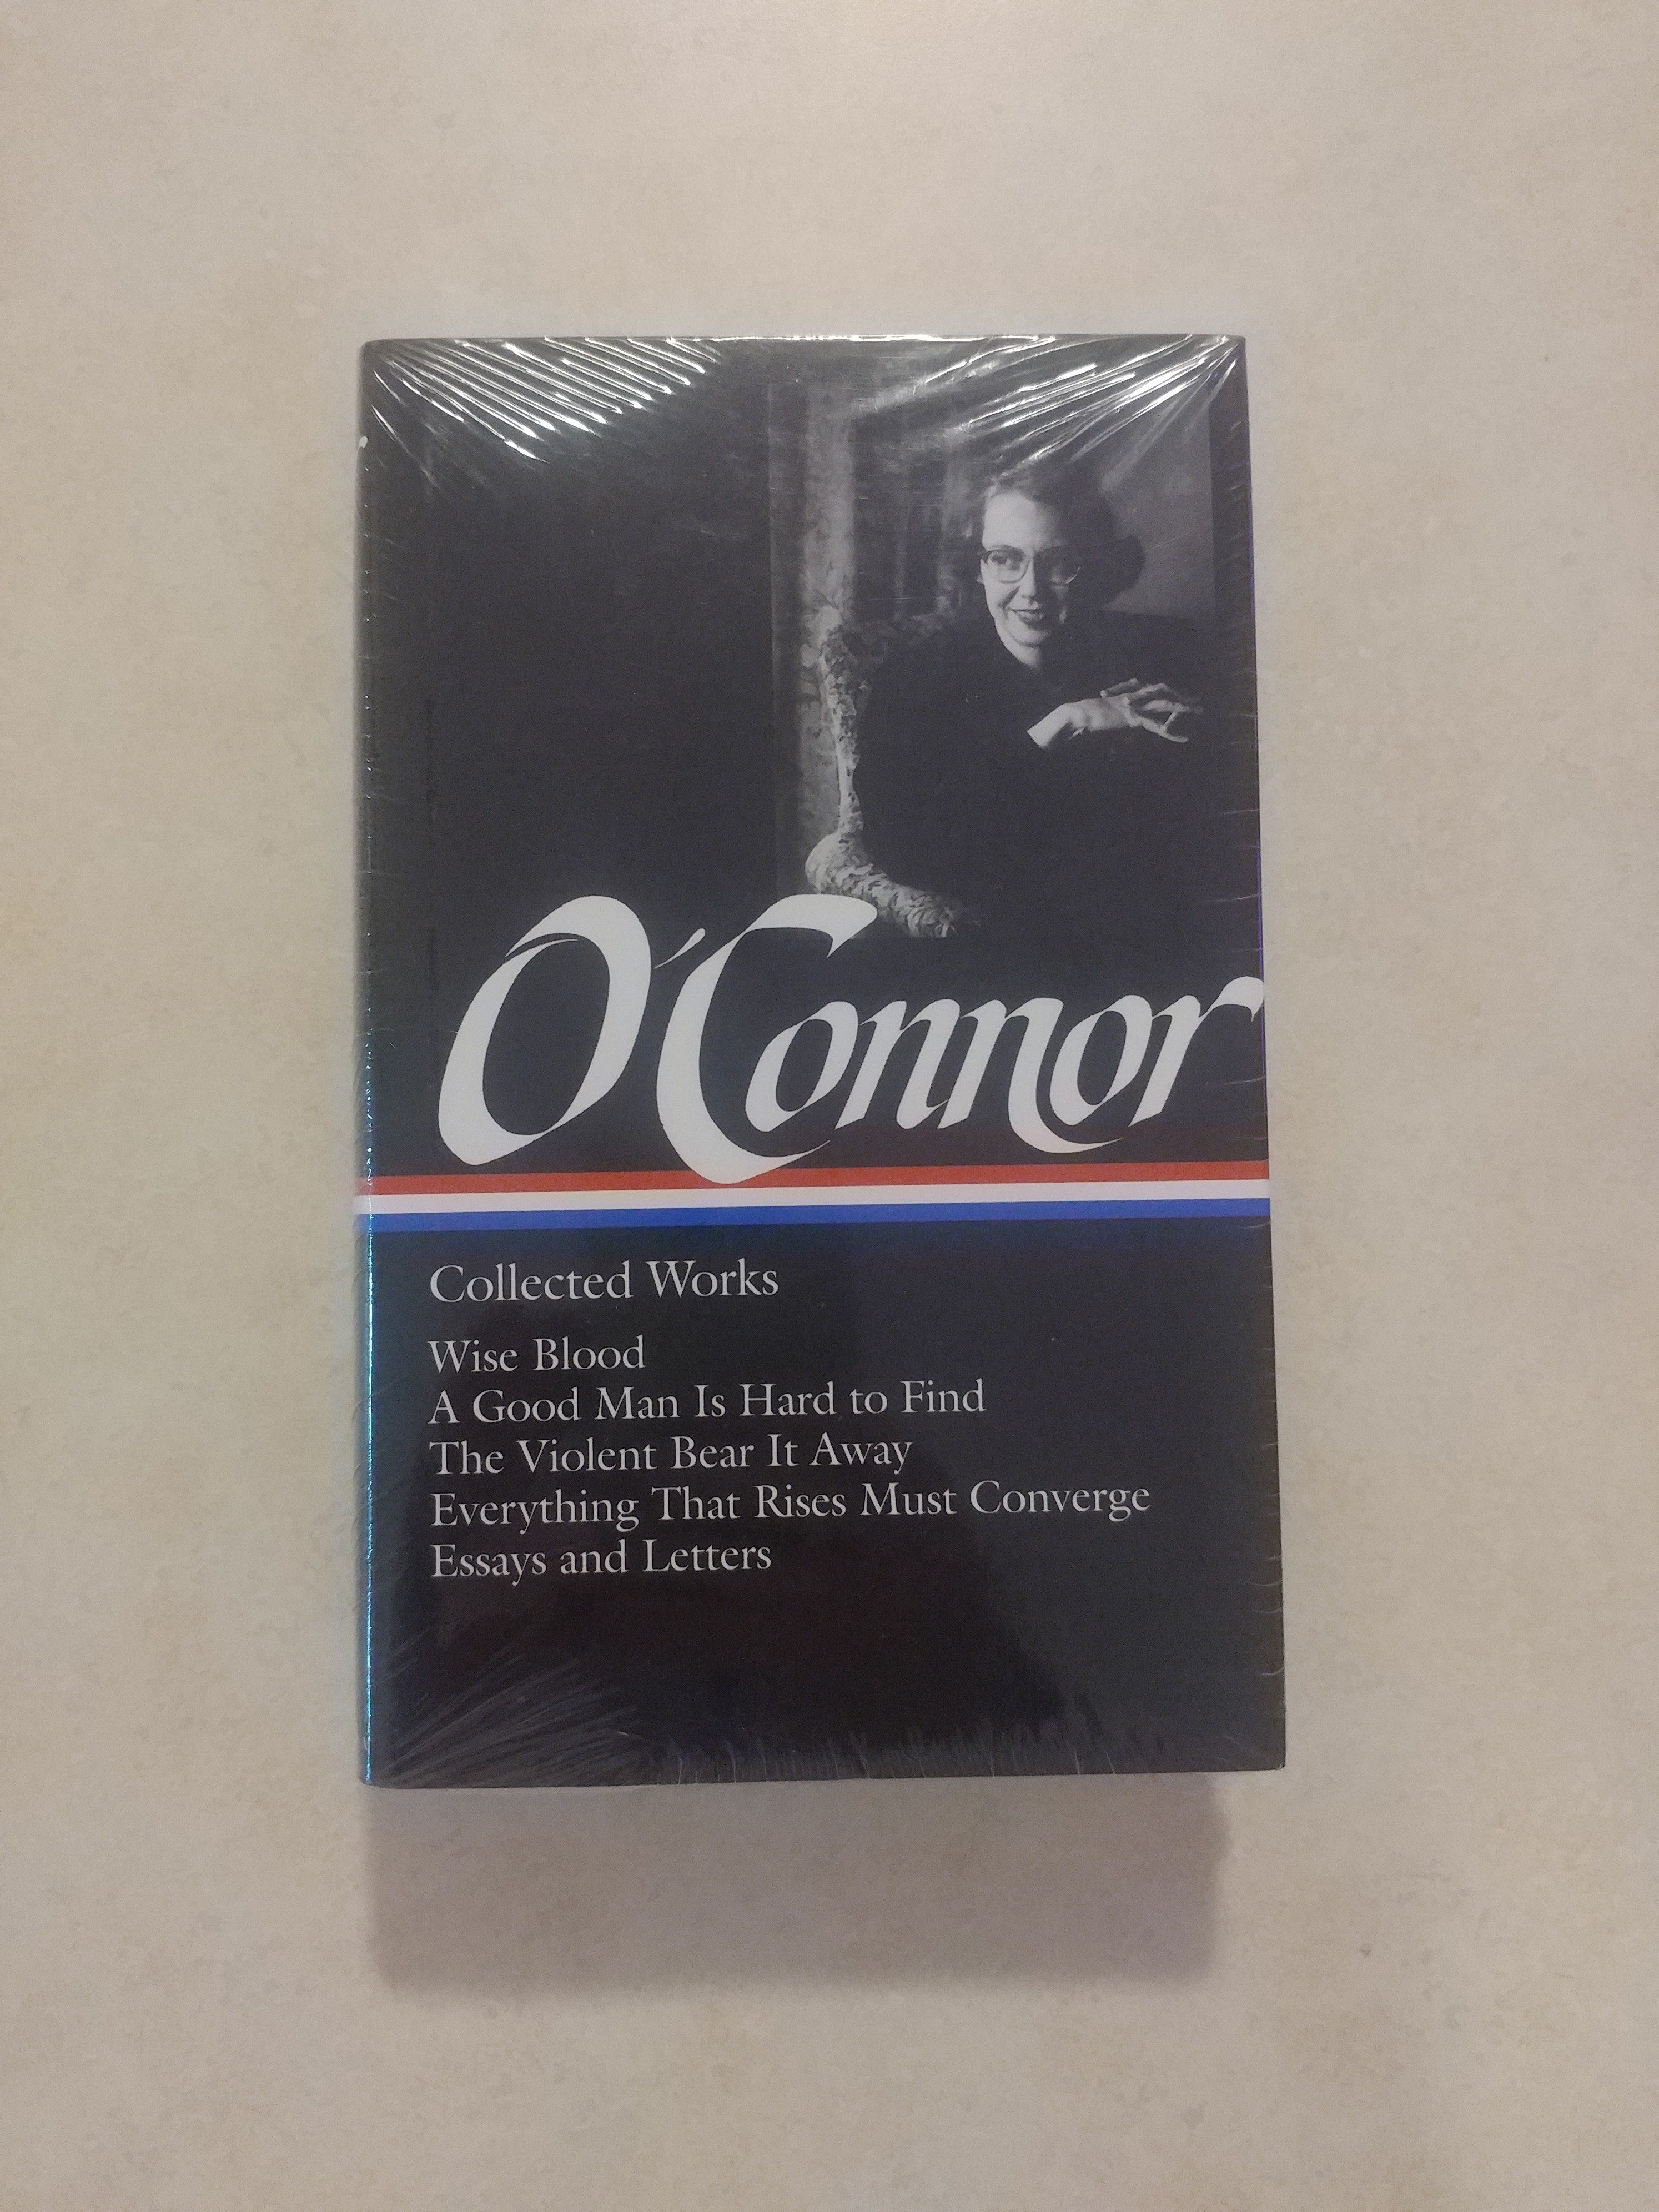 O'Connor
Collected Works
Wise Blood
A Good Man Is Hard to Find
The Violent Bear It Away
Everything That Rises Must Converge
Essays and Letters